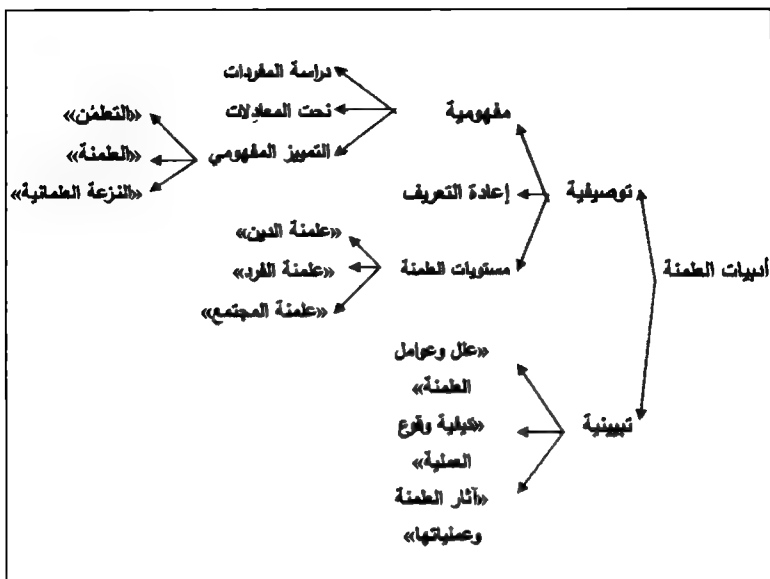 دراسة المفردات
مفهومية
نحت المعادلات
«التعلمن»
التمييز المفهومي
«العلمنة»
«النزعة العلمانية»
إعادة التعريف
توصيفية
«علمنة الدين»
أدبيات العلمنة
مستويات العلمنة
«علمنة الفرد»
«علمنة المجتمع»
«علل وعوامل
العلمنة»
تبيينية
«كيفية وقوع
العملية»
«آثار العلمنة
وعملياتها»